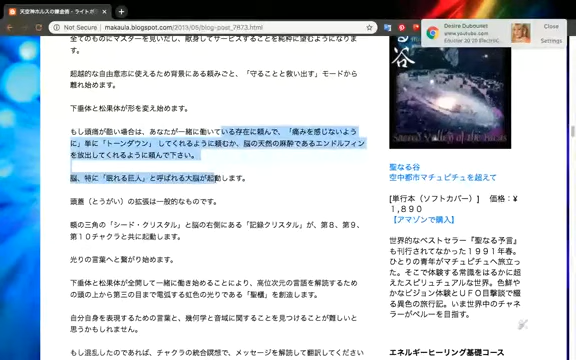 天空神ホルスの錬金術 - ライトボ
Not Secure | makaula.blogspot.com/2013/05/blog-post_7873.html
Desire Dubounet
www.youtube.com
Close
Settings
全てのものにマスターを見いだし、献身してサービスすることを純粋に望むようになりま
す。
超越的な自由意志に使えるため背景にある頼みごと、「守ることと救い出す」モードから
離れ始めます。
下垂体と松果体が形を変え始めます。
もし頭痛が酷い場合は、あなたが一緒に働いている存在に頼んで、「痛みを感じないよう
に」単に「トーンダウン」 してくれるように頼むか、脳の天然の麻酔であるエンドルフィン
を放出してくれるように頼んで下さい。
脳、特に「眠れる巨人」と呼ばれる大脳が起動します。
頭蓋（とうがい）の拡張は一般的なものです。
額の三角の「シード・クリスタル」と脳の右側にある「記録クリスタル」が、第８、第９、
第１０チャクラと共に起動します。
光りの言葉へと繋がり始めます。
下垂体と松果体が全開して一緒に働き始めることにより、高位次元の言語を解読するため
の頭の上から第三の目まで電弧する虹色の光りである「聖櫃」を創造します。
自分自身を表現するための言葉と、幾何学と音域に関することを見つけることが難しいと
思うかもしれません。
もし混乱したのであれば、チャクラの統合瞑想で、メッセージを解読して翻訳してください
る谷
Sacred Valley of the Sun
聖なる谷
空中都市マチュピチュを超えて
[単行本（ソフトカバー）] 価格：¥
１,８９０
【アマゾンで購入】
世界的なベストセラー『聖なる予言』
も刊行されてなかった１９９１年春。
ひとりの青年がマチュピチュへ旅立っ
た。そこで体験する常識をはるかに超
えたスピリチュアルな世界。色鮮や
かなビジョン体験とＵＦＯ目撃談で綴
る異色の旅行記。いま世界中のチャネ
ラーがペルーを目指す。
エネルギーヒーリング基礎コース